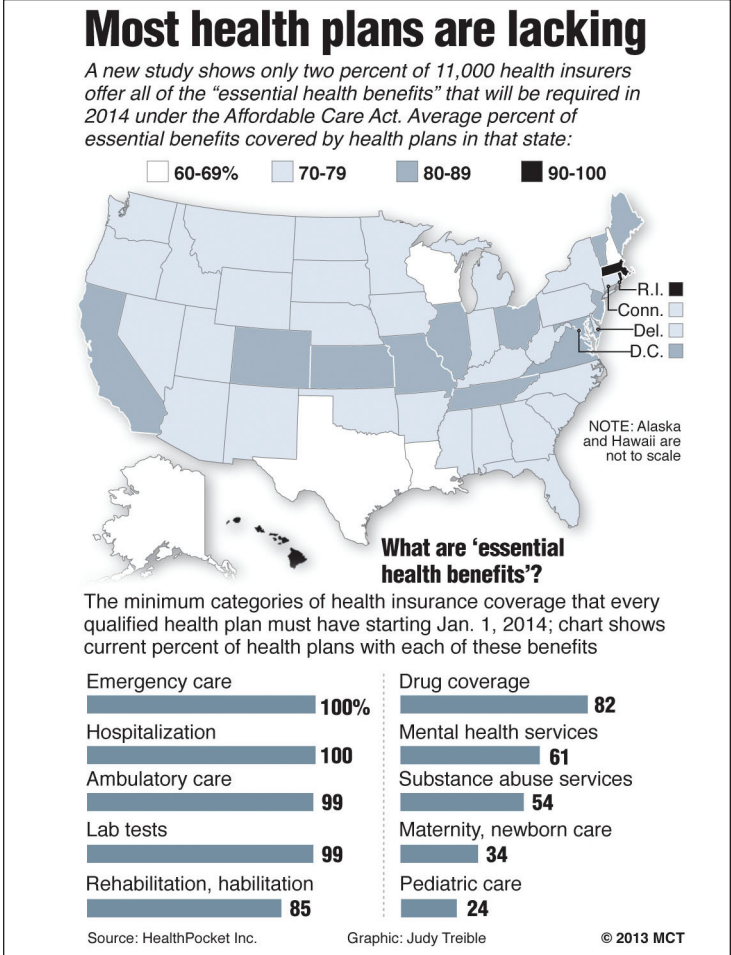 Most health plans are lacking
A new study shows only two percent of 11,000 health insurers
offer all of the “essential health benefits” that will be required in
2014 under the Affordable Care Act. Average percent of
essential benefits covered by health plans in that state:
60-69%
70-79
80-89
90-100
R.I.
Conn.
Del.
D.C.
NOTE: Alaska
and Hawaii are
not to scale
What are ‘essential
health benefits’?
The minimum categories of health insurance coverage that every
qualified health plan must have starting Jan. 1, 2014; chart shows
current percent of health plans with each of these benefits
Emergency care
100%
Hospitalization
100
Ambulatory care
99
Lab tests
99
Rehabilitation, habilitation
85
Drug coverage
82
Mental health services
61
Substance abuse services
54
Maternity, newborn care
34
Pediatric care
24
Source: HealthPocket Inc.
Graphic: Judy Treible
© 2013 MCT